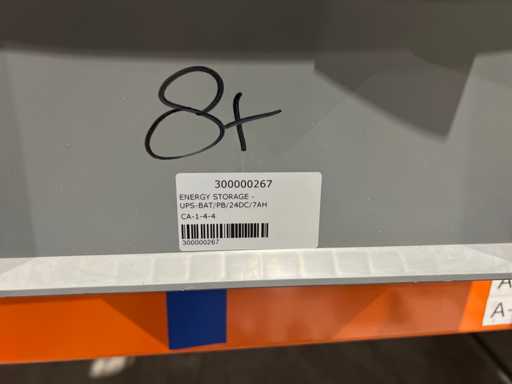 8+
300000267
ENERGY STORAGE -
UPS-BAT/PB/24DC/7AH
CA-1-4-4
300000267
A
A-